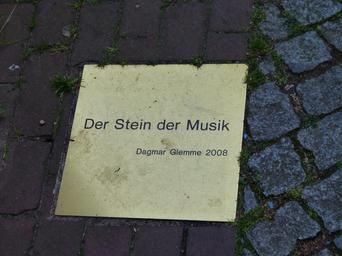 Der Stein der Musik
Dagmar Glemme 2008